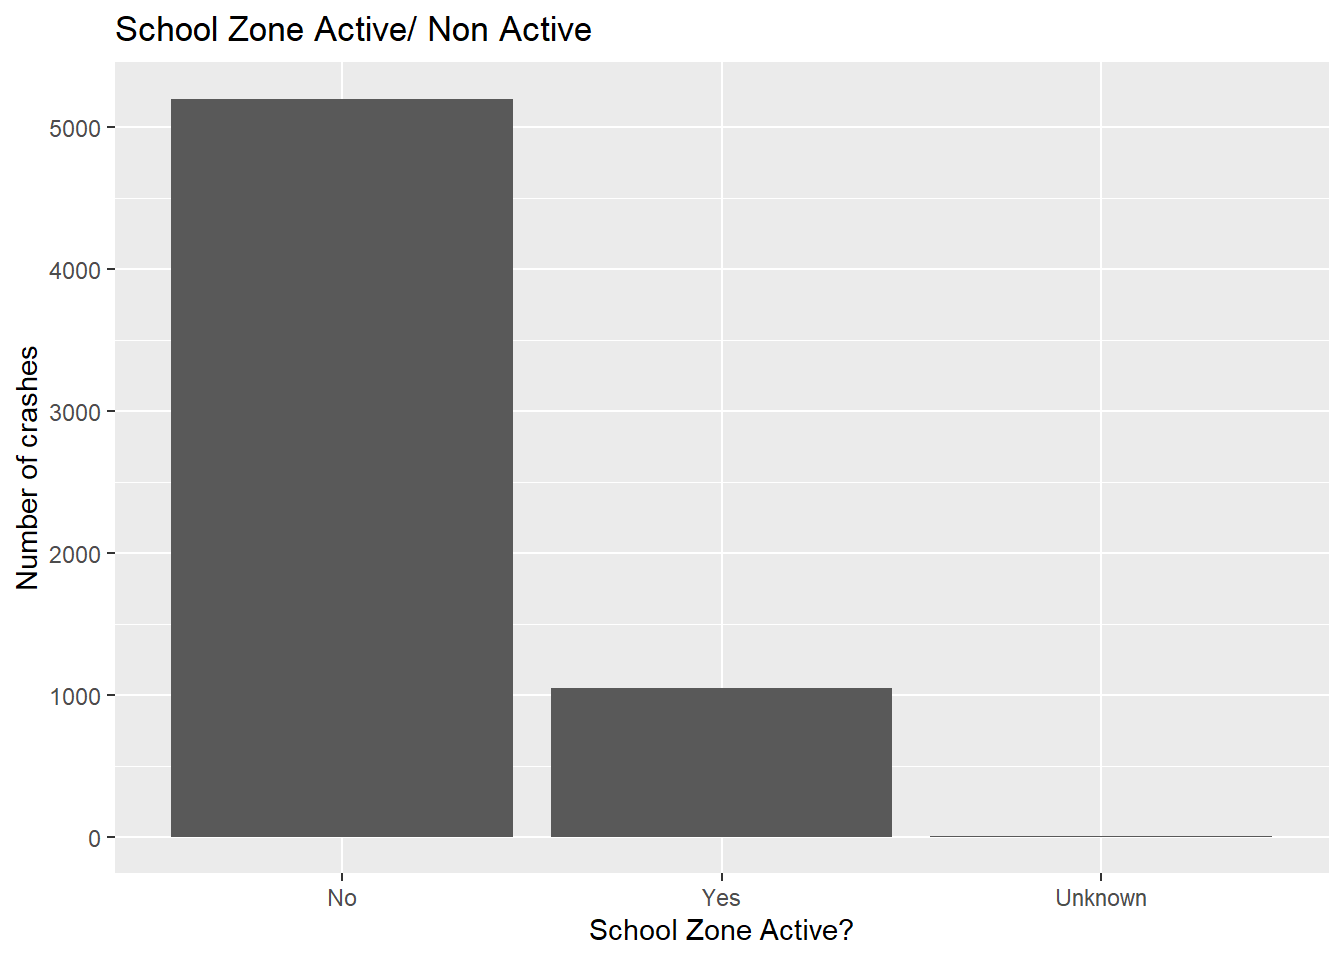 School Zone Active/ Non Active
Number of crashes
5000
4000
3000
2000
1000
0
No
Yes
Unknown
School Zone Active?